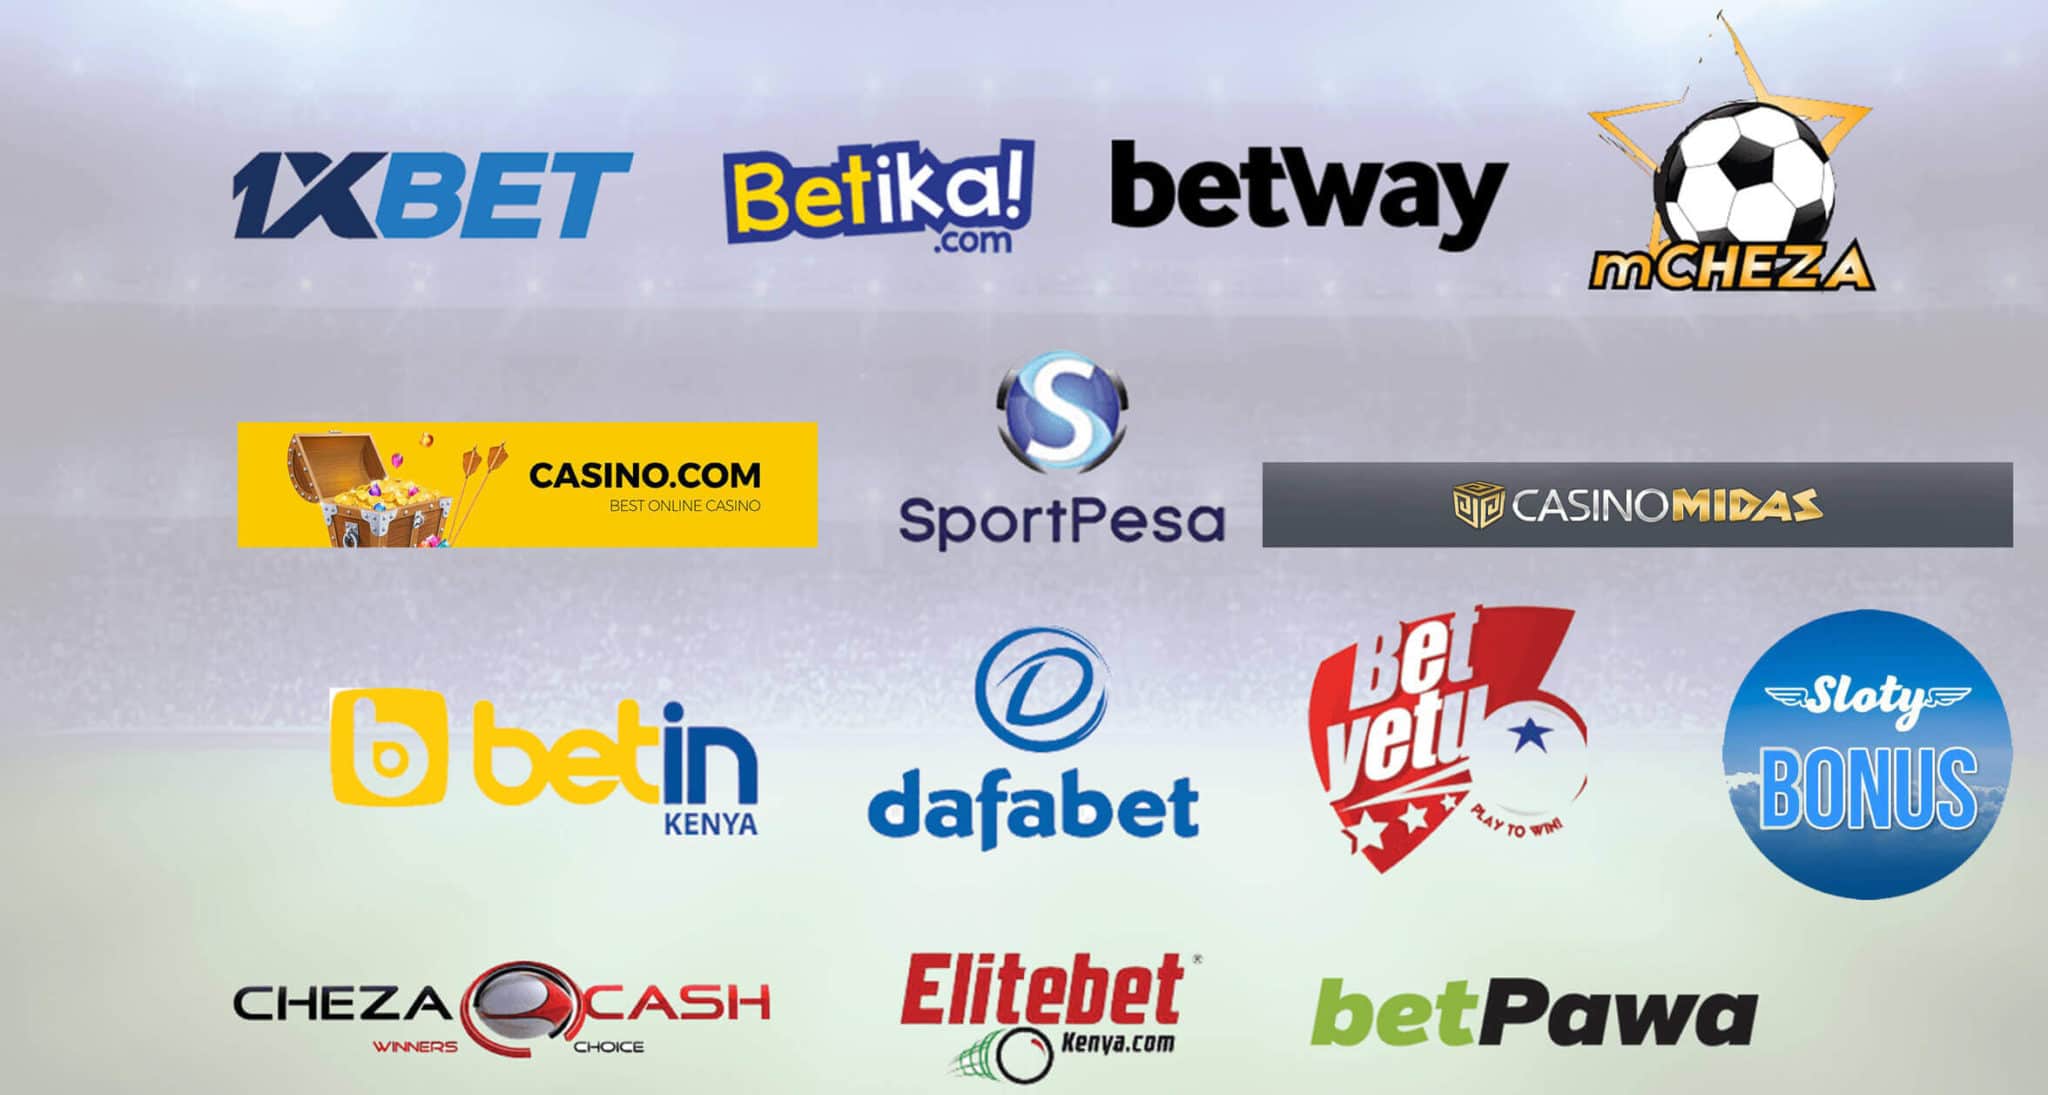 1XBET
Betika!
.com
betway
mCHEZA
CASINO.COM
BEST ONLINE CASINO
S
SportPesa
CASINOMIDAS
b betin
KENYA
D
dafabet
Bet
yetu
PLAY TO WIN!
Sloty
BONUS
CHEZA CASH
WINNERS CHOICE
Elitebet®
Kenya.com
betPawa